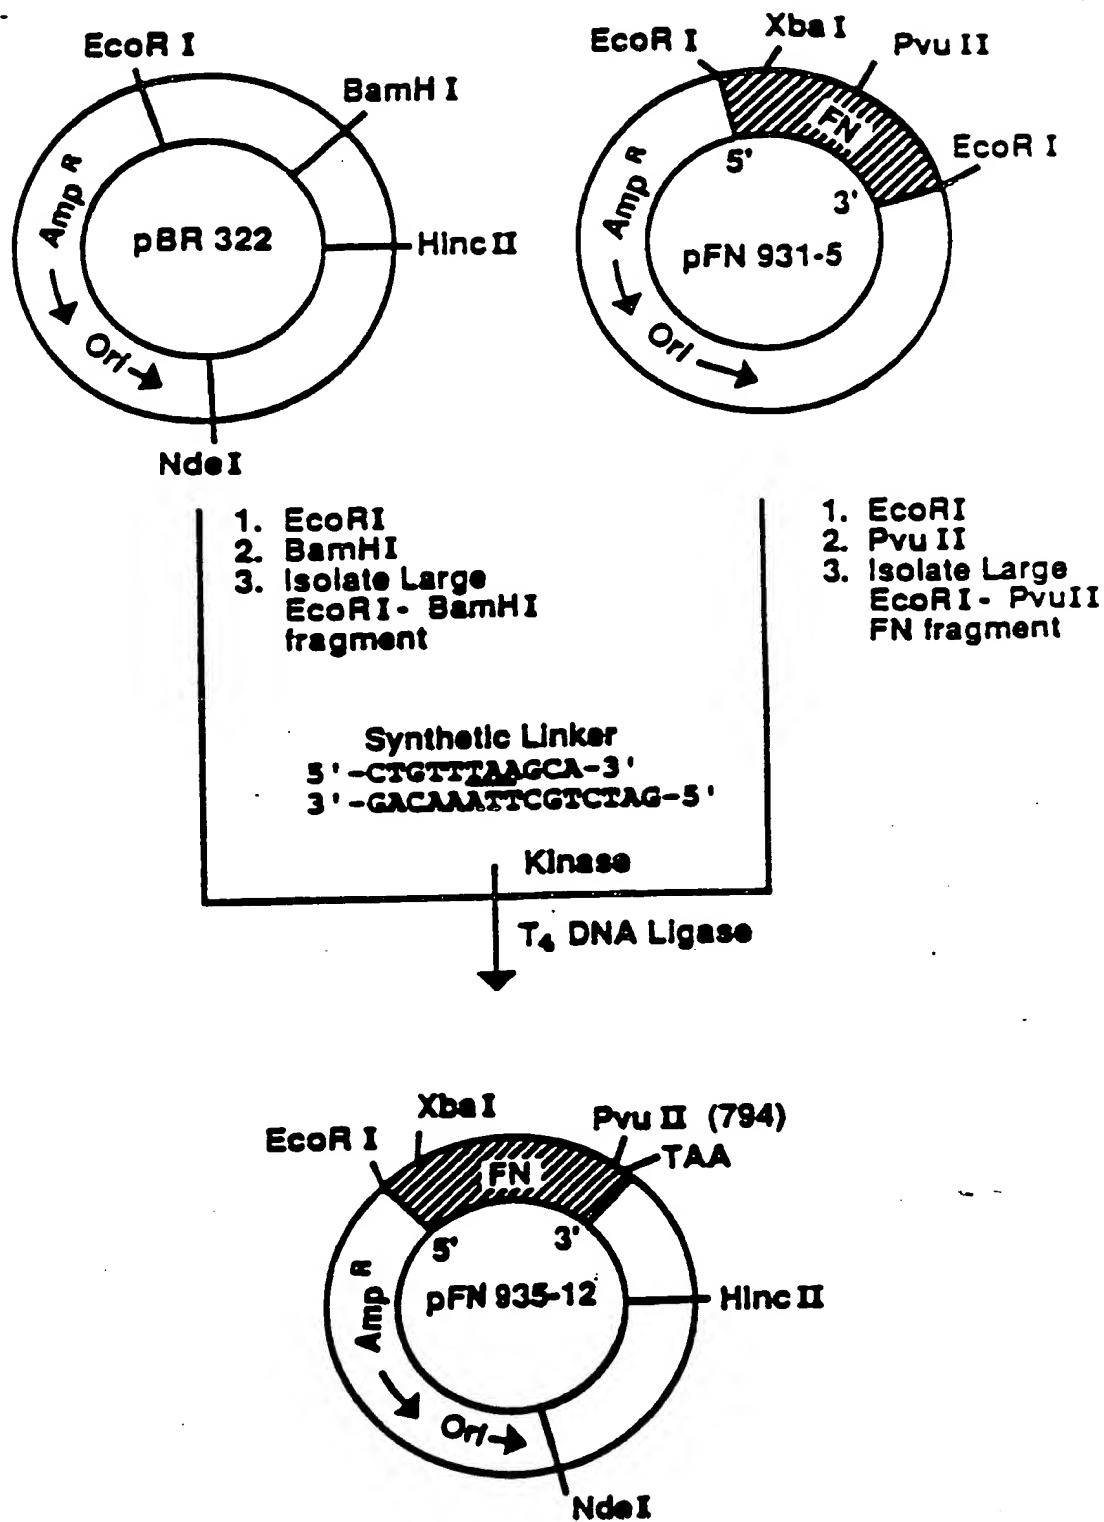 EcoR I
BamH I
Amp R
pBR 322
Hinc II
Ori
Nde I
EcoR I
Xba I
Pvu II
FN
EcoR I
5'
3'
Amp R
pFN 931-5
Ori
1. EcoRI
2. BamHI
3. Isolate Large
EcoRI- BamHI
fragment
1. EcoRI
2. Pvu II
3. Isolate Large
EcoRI- PvuII
FN fragment
Synthetic Linker
5'-CTGTTTAAGCA-3'
3'-GACAAATTCGTCTAG-5'
Kinase
T4 DNA Ligase
Xba I
Pvu II (794)
EcoR I
TAA
FN
5'
3'
Amp R
pFN 935-12
Hinc II
Ori
Nde I